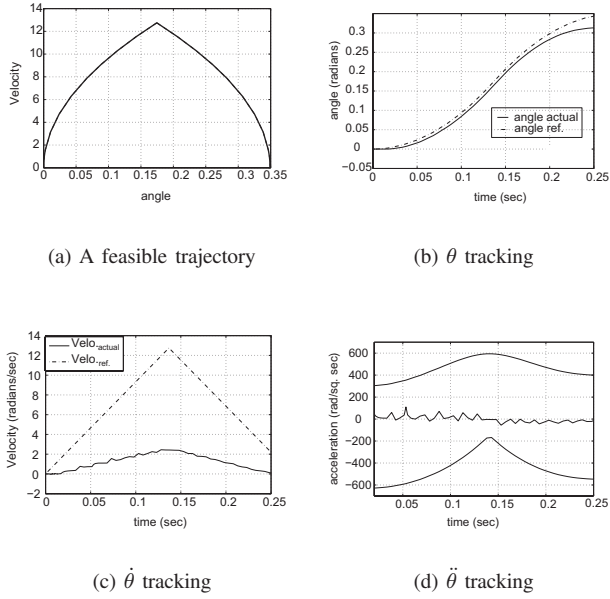 14
12
10
8
6
4
2
0
0 0.05 0.1 0.15 0.2 0.25 0.3 0.35
Velocity
angle
(a) A feasible trajectory
0.3
0.25
0.2
0.15
0.1
0.05
0
−0.05
0 0.05 0.1 0.15 0.2 0.25
angle (radians)
time (sec)
angle actual
angle ref.
(b) θ tracking
14
12
10
8
6
4
2
0
−2
0 0.05 0.1 0.15 0.2 0.25
Velocity (radians/sec)
time (sec)
Velo.actual
Velo.ref.
(c) θ̇ tracking
600
400
200
0
−200
−400
−600
0.05 0.1 0.15 0.2 0.25
acceleration (rad/sq. sec)
time (sec)
(d) θ̈ tracking